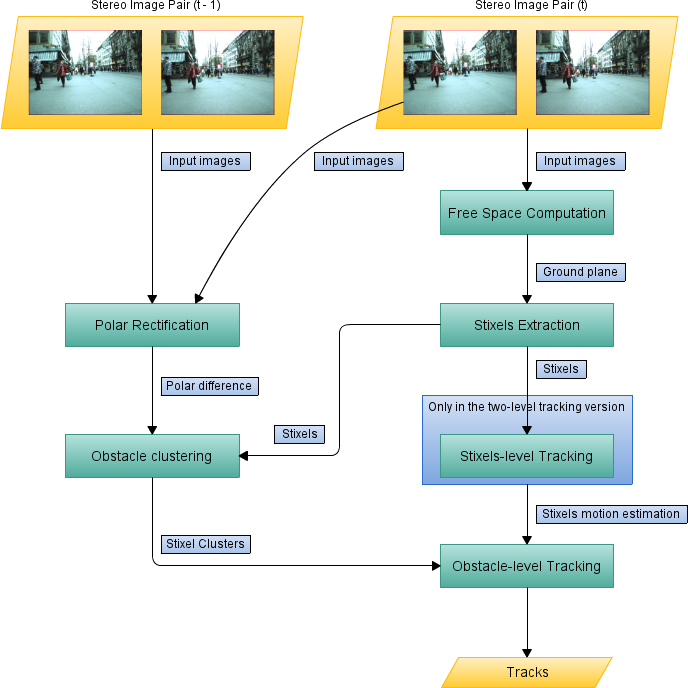 Stereo Image Pair (t - 1)
Stereo Image Pair (t)
Input images
Input images
Input images
Free Space Computation
Ground plane
Polar Rectification
Stixels Extraction
Polar difference
Stixels
Only in the two-level tracking version
Stixels
Obstacle clustering
Stixels-level Tracking
Stixels motion estimation
Stixel Clusters
Obstacle-level Tracking
Tracks